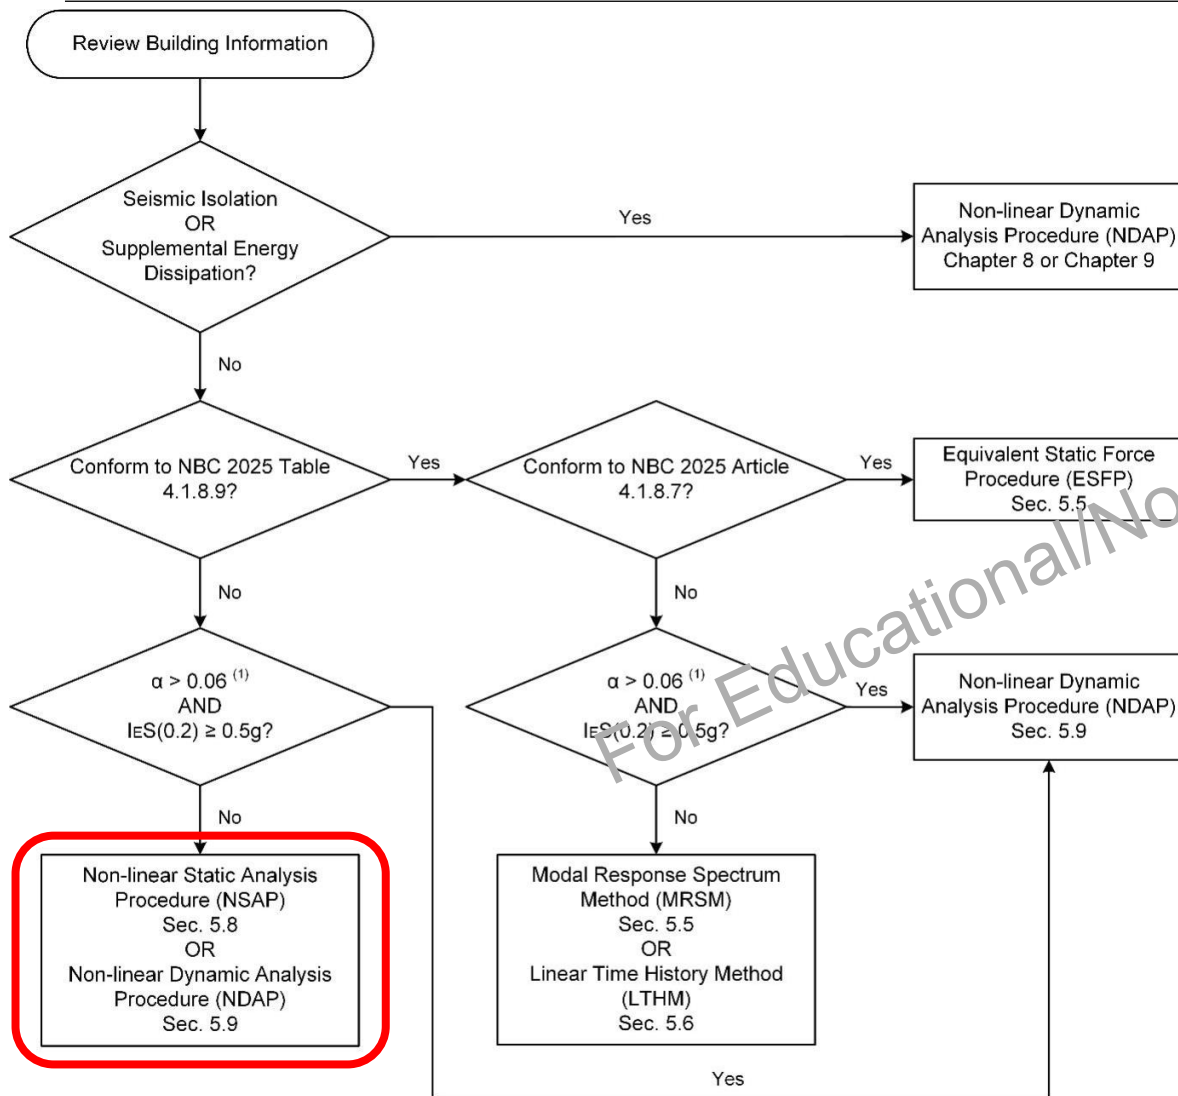 Review Building Information
Seismic Isolation
OR
Supplemental Energy
Dissipation?
Yes
Non-linear Dynamic
Analysis Procedure (NDAP)
Chapter 8 or Chapter 9
No
Conform to NBC 2025 Table
4.1.8.9?
Yes
Conform to NBC 2025 Article
4.1.8.7?
Yes
Equivalent Static Force
Procedure (ESFP)
Sec. 5.5
No
No
For Educational/No
α > 0.06 (1)
AND
IES(0.2) ≥ 0.5g?
α > 0.06 (1)
AND
IES(0.2) ≥ 0.5g?
Yes
Non-linear Dynamic
Analysis Procedure (NDAP)
Sec. 5.9
No
No
Non-linear Static Analysis
Procedure (NSAP)
Sec. 5.8
OR
Non-linear Dynamic Analysis
Procedure (NDAP)
Sec. 5.9
Modal Response Spectrum
Method (MRSM)
Sec. 5.5
OR
Linear Time History Method
(LTHM)
Sec. 5.6
Yes